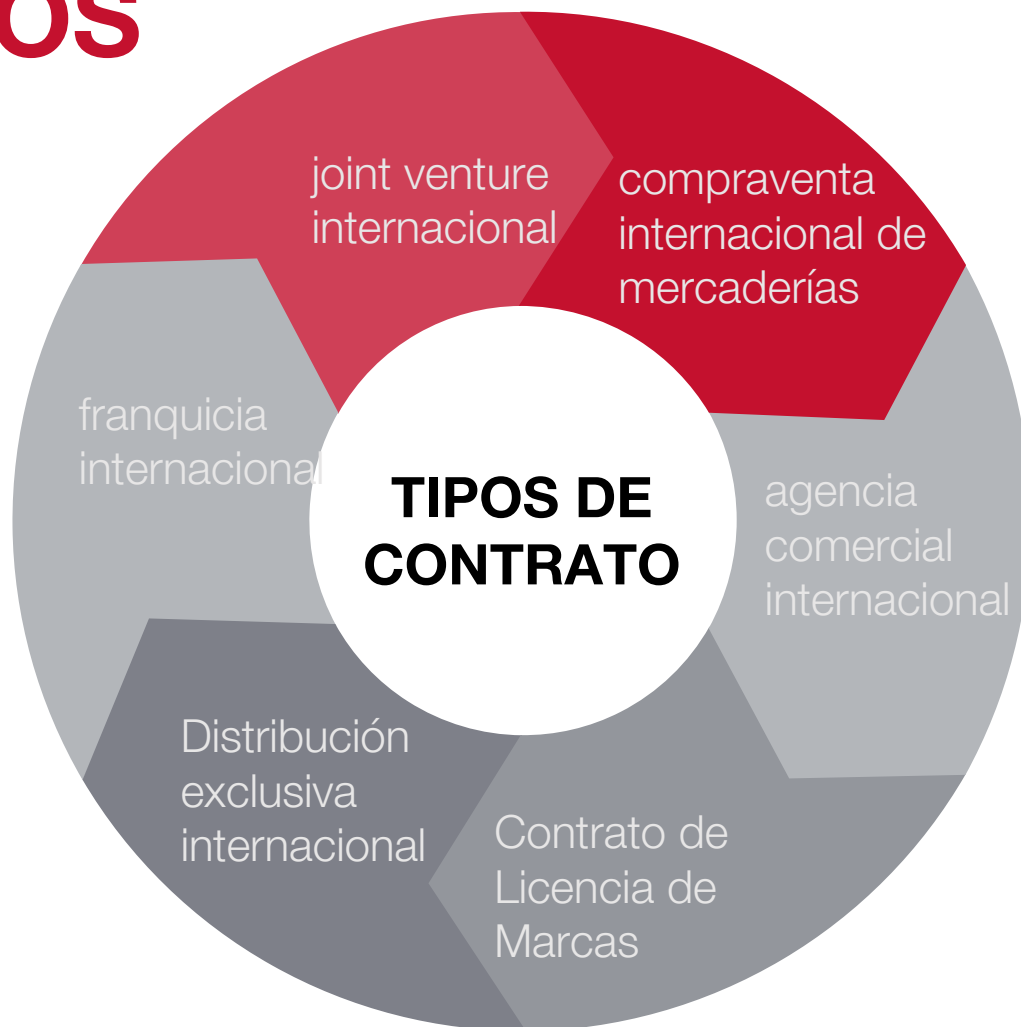 OS
joint venture
internacional
compraventa
internacional de
mercaderías
agencia
comercial
internacional
Contrato de
Licencia de
Marcas
Distribución
exclusiva
internacional
franquicia
internacional
TIPOS DE
CONTRATO